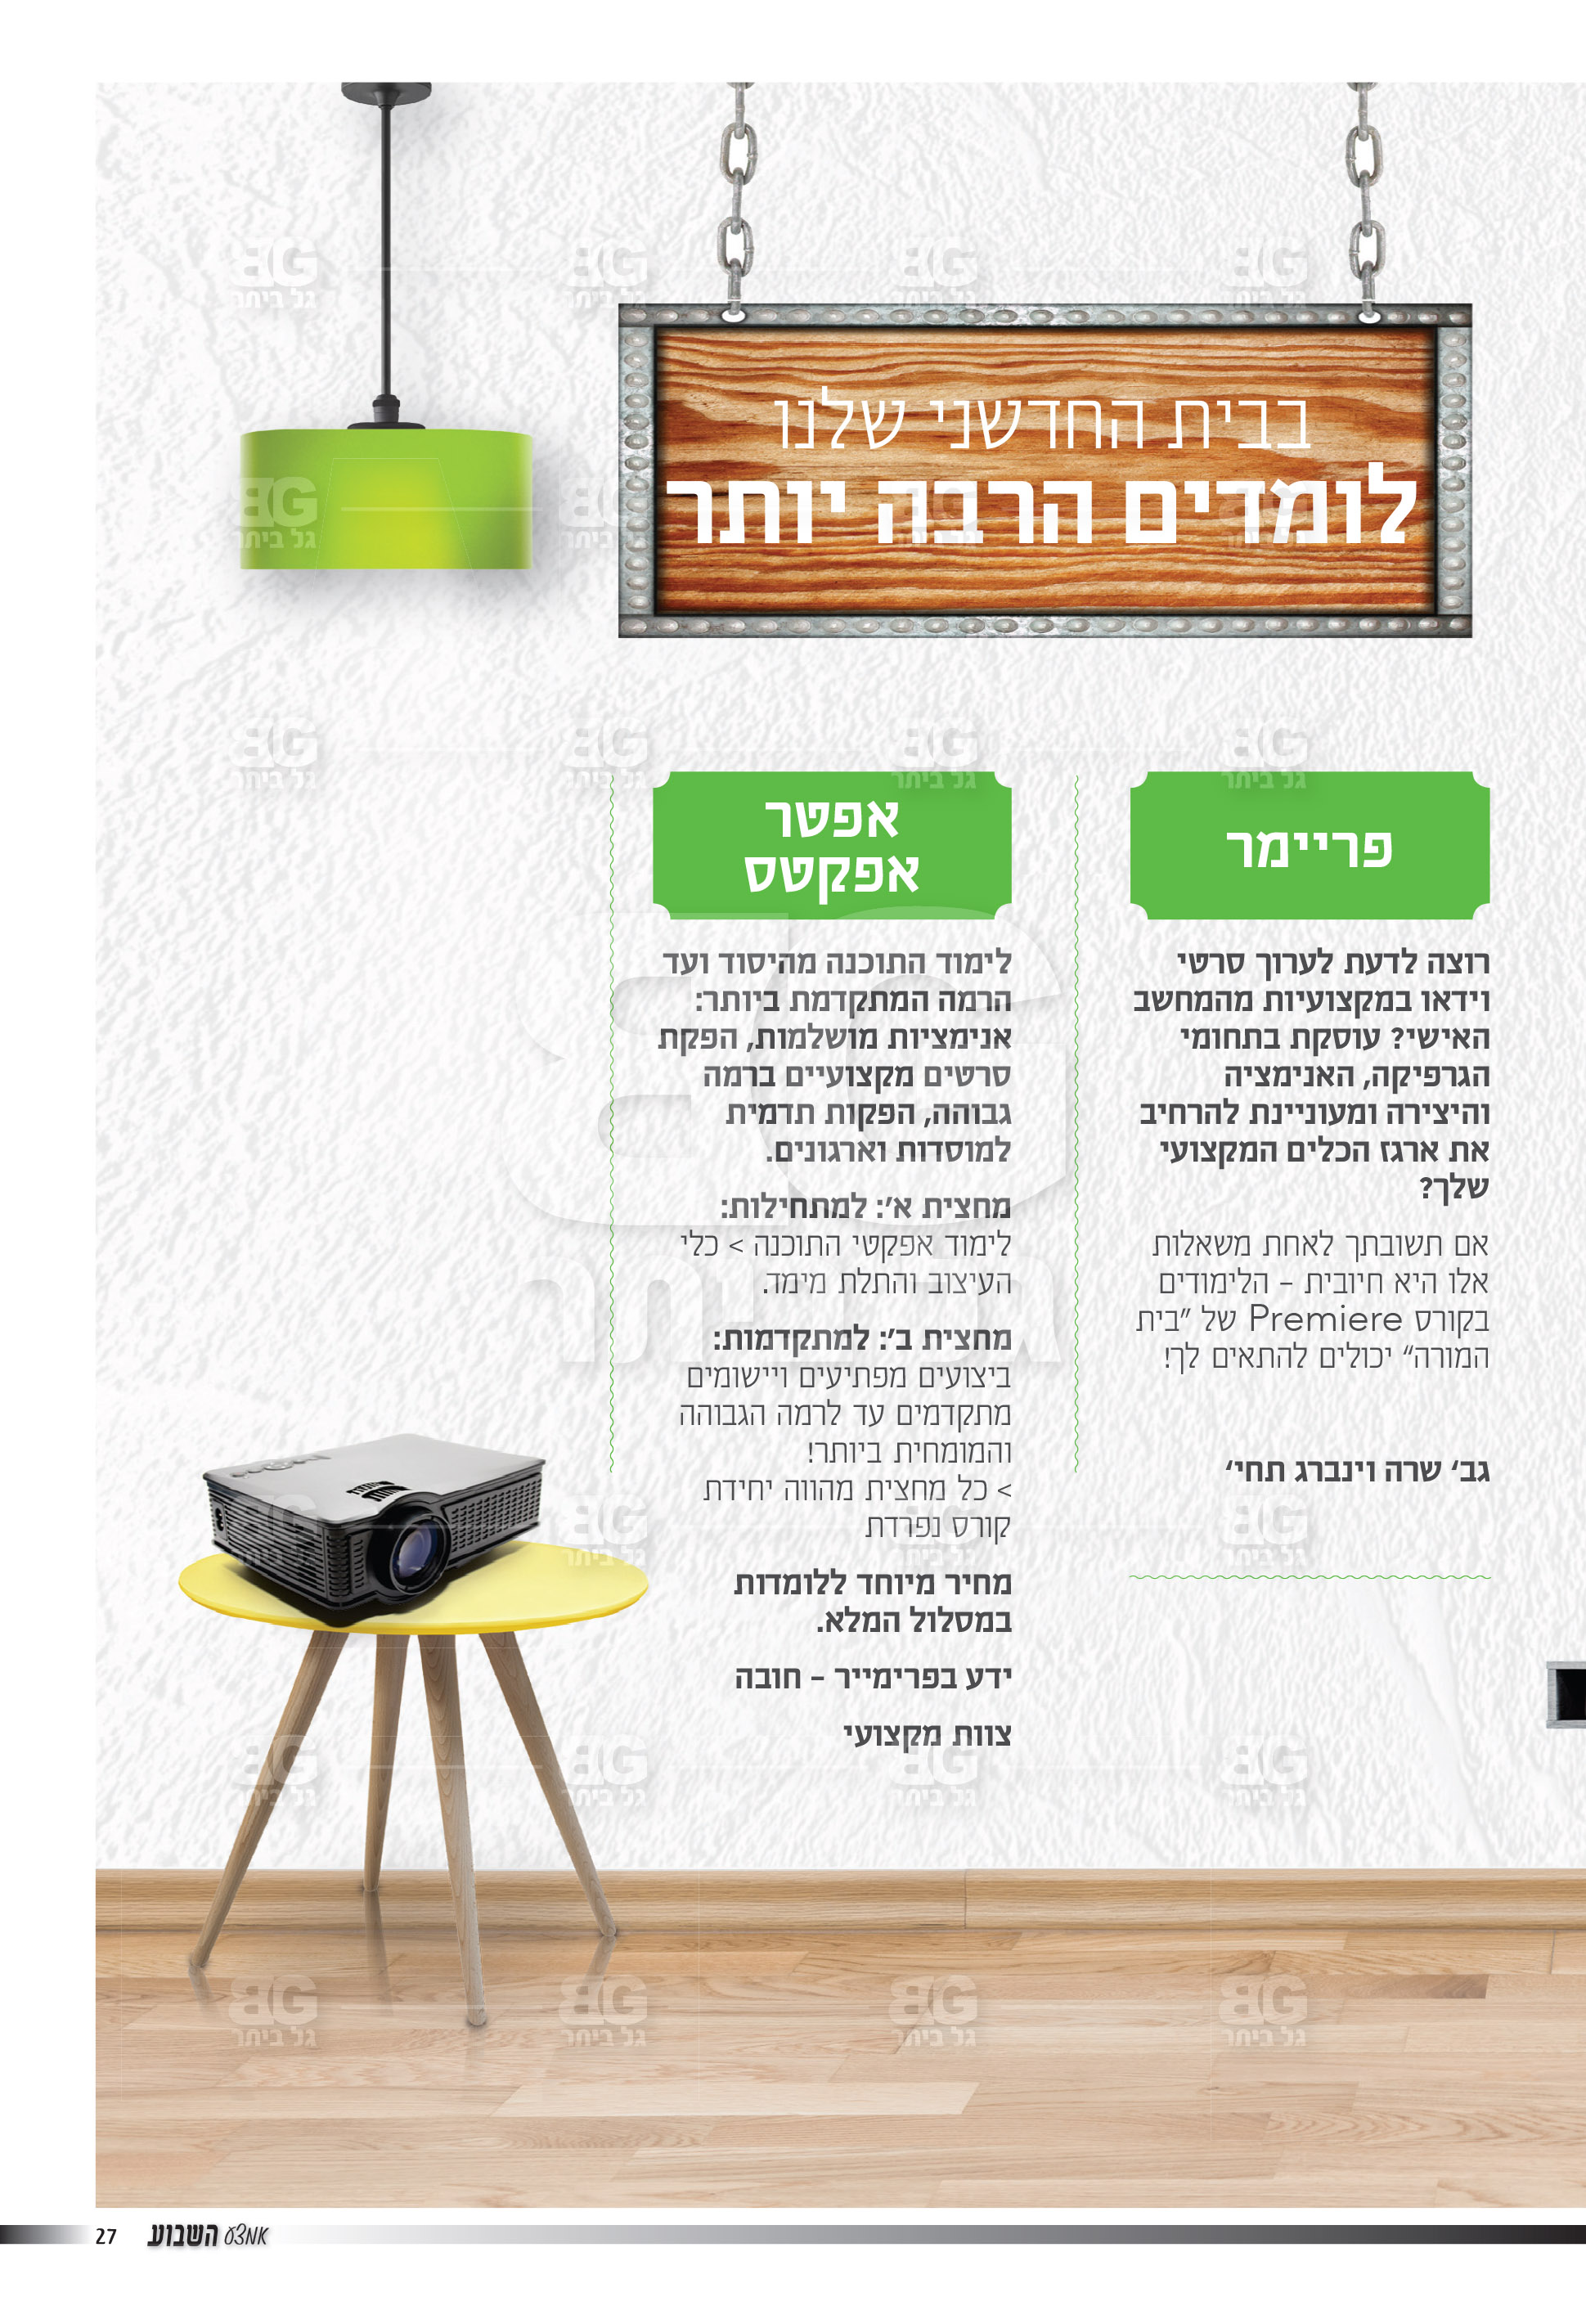 בבית החדשני שלנו
לומדים הרבה יותר
פריימר
רוצה לדעת לערוך סרטי
וידאו במקצועיות מהמחשב
האישי? עוסקת בתחומי
הגרפיקה, האנימציה
והיצירה ומעוניינת להרחיב
את ארגז הכלים המקצועי
שלך?
אם תשובתך לאחת משאלות
אלו היא חיובית – הלימודים
בקורס Premiere של "בית
המורה" יכולים להתאים לך!
גב' שרה וינברג תחי'
אפטר
אפקטס
לימוד התוכנה מהיסוד ועד
הרמה המתקדמת ביותר:
אנימציות מושלמות, הפקת
סרטים מקצועיים ברמה
גבוהה, הפקות תדמית
למוסדות וארגונים.
מחצית א': למתחילות:
לימוד אפקטי התוכנה > כלי
העיצוב והתלת מימד.
מחצית ב': למתקדמות:
ביצועים מפתיעים ויישומים
מתקדמים עד לרמה הגבוהה
והמומחית ביותר!
> כל מחצית מהווה יחידת
קורס נפרדת
מחיר מיוחד ללומדות
במסלול המלא.
ידע בפרימייר – חובה
צוות מקצועי
BG
גל ביתר
אמצע השבוע 27